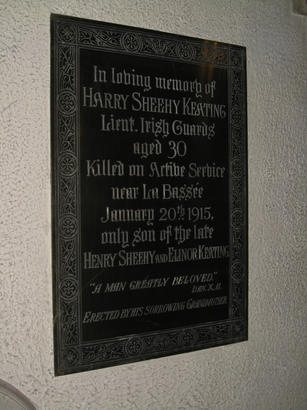 In loving memory of
HARRY SHEEHY KEATING
Lieut. Irish Guards
aged 30
Killed on Active Service
near La Bassée
January 20th 1915,
only son of the late
HENRY SHEEHY AND ELINOR KEATING.
"A MAN GREATLY BELOVED."
DAN. X. 11.
ERECTED BY HIS SORROWING GRANDMOTHER